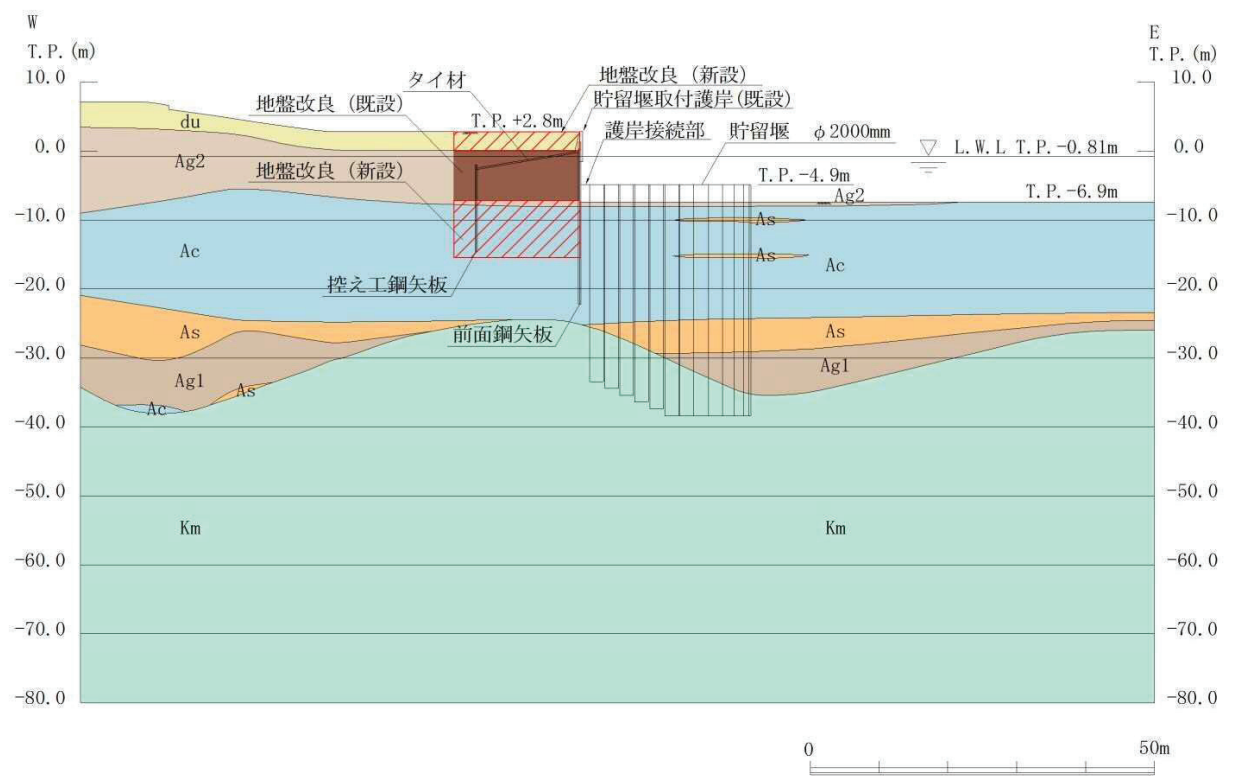 W
T.P.(m)
E
T.P.(m)
10.0
0.0
-10.0
-20.0
-30.0
-40.0
-50.0
-60.0
-70.0
-80.0
10.0
0.0
-10.0
-20.0
-30.0
-40.0
-50.0
-60.0
-70.0
-80.0
タイ材
地盤改良(既設)
T.P.+2.8m
地盤改良(新設)
貯留堰取付護岸(既設)
護岸接続部
貯留堰
φ2000mm
L.W.L T.P.-0.81m
T.P.-4.9m
T.P.-6.9m
地盤改良(新設)
控え工鋼矢板
前面鋼矢板
du
Ag2
Ac
As
Ag1
As
Ac
Km
Ag2
As
As
Ac
As
Ag1
Km
0
50m